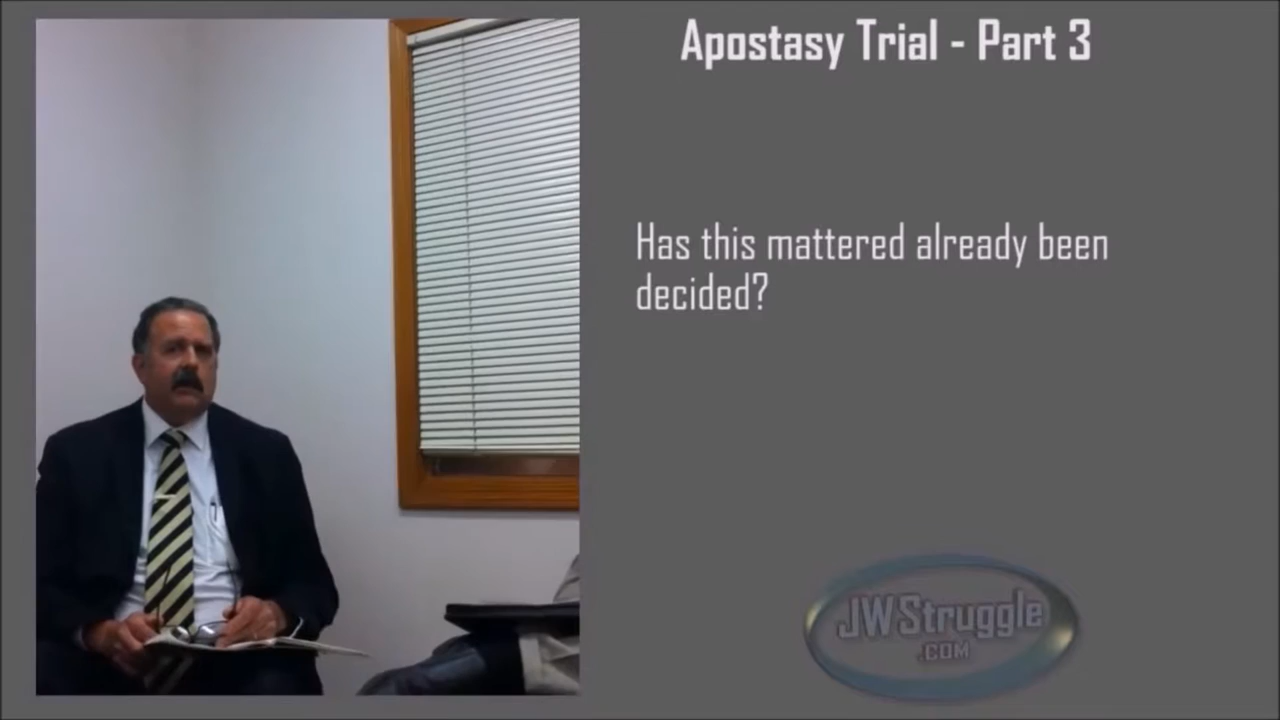 Apostasy Trial - Part 3
Has this mattered already been
decided?
JWStruggle
.COM